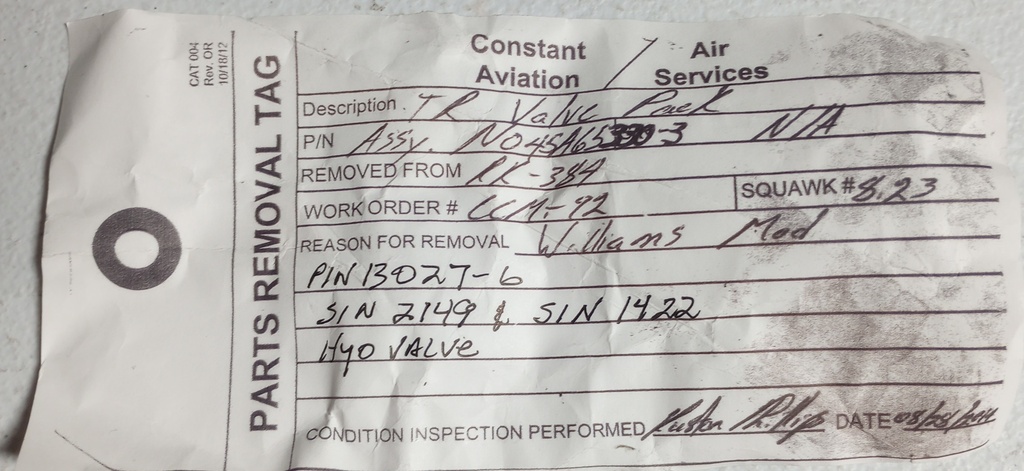 CAT 004
Rev. OR
10/18/12
PARTS REMOVAL TAG
Constant Aviation / Air Services
Description. TR Valve Pack
P/N Assy. N/A
REMOVED FROM RK-384
WORK ORDER # SQUAWK # 8.23
REASON FOR REMOVAL Williams Mod
P/N 13027-6
S/N 2149 & S/N 1422
HYD VALVE
CONDITION INSPECTION PERFORMED DATE